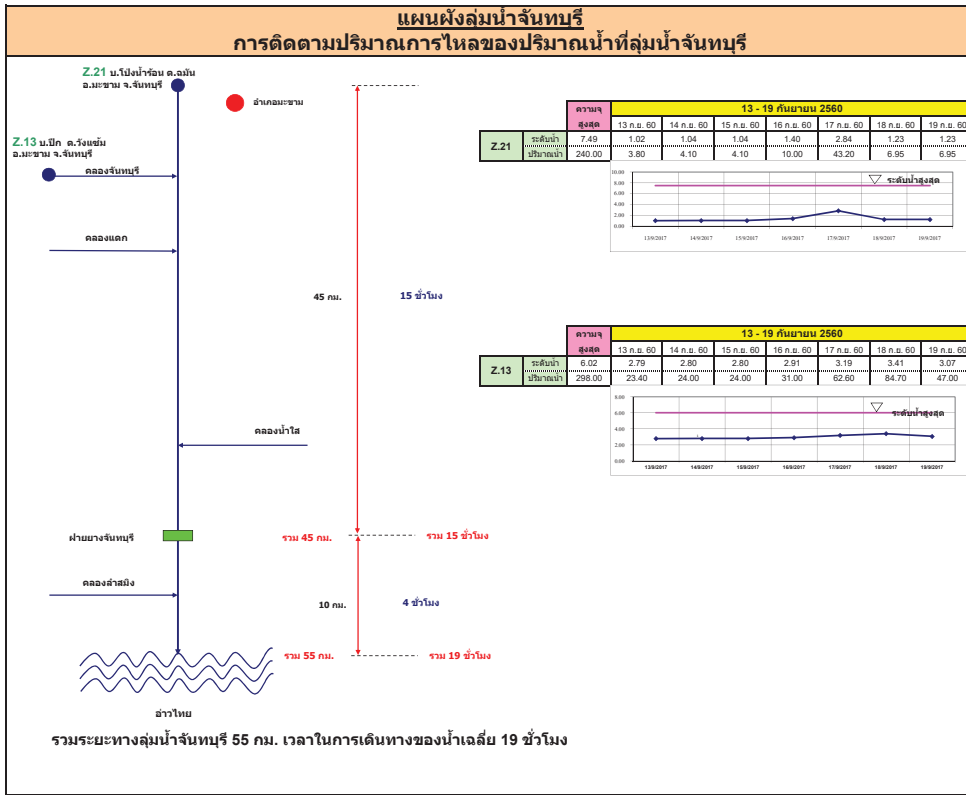 แผนผังลุ่มน้ำจันทบุรี
การติดตามปริมาณการไหลของปริมาณน้ำที่ลุ่มน้ำจันทบุรี
Z.21 บ.โป่งน้ำร้อน ต.ฉมัน
อ.มะขาม จ.จันทบุรี
อำเภอมะขาม
Z.13 บ.ปึก ต.วังแซ้ม
อ.มะขาม จ.จันทบุรี
คลองจันทบุรี
คลองแตก
45 กม. 15 ชั่วโมง
คลองน้ำใส
ฝายยางจันทบุรี รวม 45 กม. รวม 15 ชั่วโมง
คลองลำสมิง
10 กม. 4 ชั่วโมง
รวม 55 กม. รวม 19 ชั่วโมง
อ่าวไทย
รวมระยะทางลุ่มน้ำจันทบุรี 55 กม. เวลาในการเดินทางของน้ำเฉลี่ย 19 ชั่วโมง
ความจุ 13 - 19 กันยายน 2560
สูงสุด 13 ก.ย. 60 14 ก.ย. 60 15 ก.ย. 60 16 ก.ย. 60 17 ก.ย. 60 18 ก.ย. 60 19 ก.ย. 60
Z.21 ระดับน้ำ 7.49 1.02 1.04 1.04 1.40 2.84 1.23 1.23
ปริมาณน้ำ 240.00 3.80 4.10 4.10 10.00 43.20 6.95 6.95
10.00
8.00
6.00
4.00
2.00
0.00
ระดับน้ำสูงสุด
13/9/2017 14/9/2017 15/9/2017 16/9/2017 17/9/2017 18/9/2017 19/9/2017
ความจุ 13 - 19 กันยายน 2560
สูงสุด 13 ก.ย. 60 14 ก.ย. 60 15 ก.ย. 60 16 ก.ย. 60 17 ก.ย. 60 18 ก.ย. 60 19 ก.ย. 60
Z.13 ระดับน้ำ 6.02 2.79 2.80 2.80 2.91 3.19 3.41 3.07
ปริมาณน้ำ 298.00 23.40 24.00 24.00 31.00 62.60 84.70 47.00
8.00
6.00
4.00
2.00
0.00
ระดับน้ำสูงสุด
13/9/2017 14/9/2017 15/9/2017 16/9/2017 17/9/2017 18/9/2017 19/9/2017